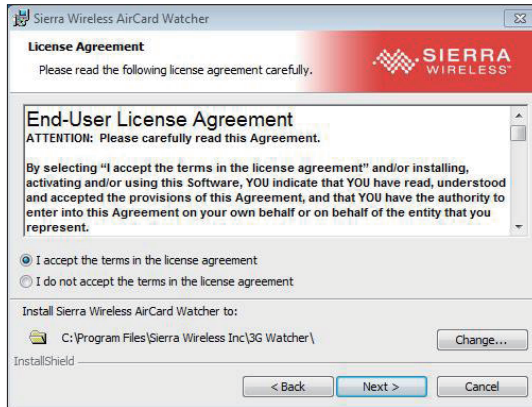 Sierra Wireless AirCard Watcher
License Agreement
Please read the following license agreement carefully.
SIERRA
WIRELESS™
End-User License Agreement
ATTENTION: Please carefully read this Agreement.
By selecting “I accept the terms in the license agreement” and/or installing,
activating and/or using this Software, YOU indicate that YOU have read, understood
and accepted the provisions of this Agreement, and that YOU have the authority to
enter into this Agreement on your own behalf or on behalf of the entity that you
represent.
I accept the terms in the license agreement
I do not accept the terms in the license agreement
Install Sierra Wireless AirCard Watcher to:
C:\Program Files\Sierra Wireless Inc\3G Watcher\
Change...
InstallShield
< Back
Next >
Cancel